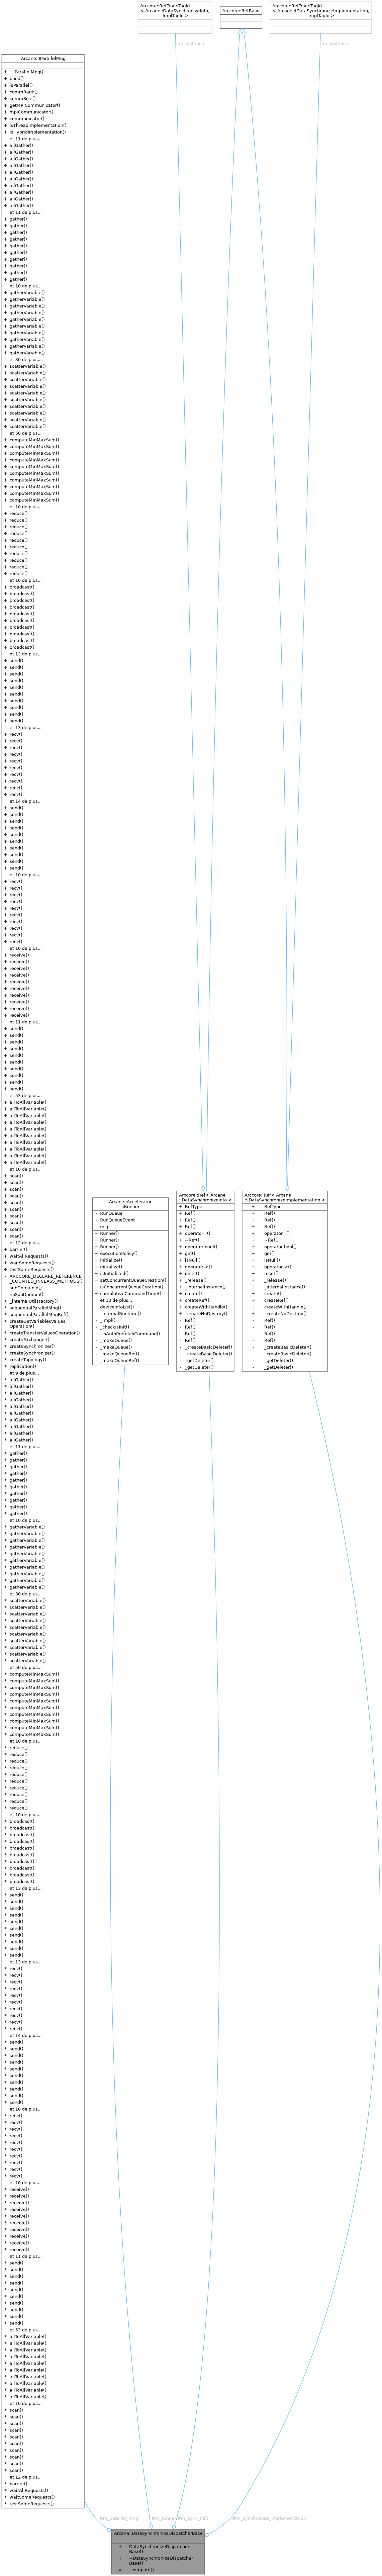 Arccore::RefTraitsTagId
< Arcane::IDataSynchronizeInfo,
ImplTagId >
Arccore::RefBase
Arccore::RefTraitsTagId
< Arcane::IDataSynchronizeImplementation,
ImplTagId >
-m_instance
-m_instance
Arcane::IParallelMng
+ ~IParallelMng()
+ build()
+ isParallel()
+ commRank()
+ commSize()
+ getMPICommunicator()
+ mpiCommunicator()
+ communicator()
+ isThreadImplementation()
+ isHybridImplementation()
et 11 de plus...
+ allGather()
+ allGather()
+ allGather()
+ allGather()
+ allGather()
+ allGather()
+ allGather()
+ allGather()
+ allGather()
+ allGather()
et 11 de plus...
+ gather()
+ gather()
+ gather()
+ gather()
+ gather()
+ gather()
+ gather()
+ gather()
+ gather()
+ gather()
et 10 de plus...
+ gatherVariable()
+ gatherVariable()
+ gatherVariable()
+ gatherVariable()
+ gatherVariable()
+ gatherVariable()
+ gatherVariable()
+ gatherVariable()
+ gatherVariable()
+ gatherVariable()
et 30 de plus...
+ scatterVariable()
+ scatterVariable()
+ scatterVariable()
+ scatterVariable()
+ scatterVariable()
+ scatterVariable()
+ scatterVariable()
+ scatterVariable()
+ scatterVariable()
+ scatterVariable()
et 50 de plus...
+ computeMinMaxSum()
+ computeMinMaxSum()
+ computeMinMaxSum()
+ computeMinMaxSum()
+ computeMinMaxSum()
+ computeMinMaxSum()
+ computeMinMaxSum()
+ computeMinMaxSum()
+ computeMinMaxSum()
+ computeMinMaxSum()
et 10 de plus...
+ reduce()
+ reduce()
+ reduce()
+ reduce()
+ reduce()
+ reduce()
+ reduce()
+ reduce()
+ reduce()
+ reduce()
et 10 de plus...
+ broadcast()
+ broadcast()
+ broadcast()
+ broadcast()
+ broadcast()
+ broadcast()
+ broadcast()
+ broadcast()
+ broadcast()
+ broadcast()
et 13 de plus...
+ send()
+ send()
+ send()
+ send()
+ send()
+ send()
+ send()
+ send()
+ send()
+ send()
et 13 de plus...
+ recv()
+ recv()
+ recv()
+ recv()
+ recv()
+ recv()
+ recv()
+ recv()
+ recv()
+ recv()
et 14 de plus...
+ send()
+ send()
+ send()
+ send()
+ send()
+ send()
+ send()
+ send()
+ send()
+ send()
et 10 de plus...
+ recv()
+ recv()
+ recv()
+ recv()
+ recv()
+ recv()
+ recv()
+ recv()
+ recv()
+ recv()
et 10 de plus...
+ receive()
+ receive()
+ receive()
+ receive()
+ receive()
+ receive()
+ receive()
+ receive()
+ receive()
+ receive()
et 11 de plus...
+ send()
+ send()
+ send()
+ send()
+ send()
+ send()
+ send()
+ send()
+ send()
+ send()
et 53 de plus...
+ allToAllVariable()
+ allToAllVariable()
+ allToAllVariable()
+ allToAllVariable()
+ allToAllVariable()
+ allToAllVariable()
+ allToAllVariable()
+ allToAllVariable()
+ allToAllVariable()
+ allToAllVariable()
et 10 de plus...
+ scan()
+ scan()
+ scan()
+ scan()
+ scan()
+ scan()
+ scan()
+ scan()
+ scan()
+ scan()
et 12 de plus...
+ barrier()
+ waitAllRequests()
+ waitSomeRequests()
+ testSomeRequests()
- ARCCORE_DECLARE_REFERENCE
_COUNTED_INCLASS_METHODS()
* subDomainId()
* nbSubDomain()
* _internalUtilsFactory()
* sequentialParallelMng()
* sequentialParallelMngRef()
* createGetVariablesValues
Operation()
* createTransferValuesOperation()
* createExchanger()
* createSynchronizer()
* createSynchronizer()
* createTopology()
* replication()
et 9 de plus...
* allGather()
* allGather()
* allGather()
* allGather()
* allGather()
* allGather()
* allGather()
* allGather()
* allGather()
* allGather()
et 11 de plus...
* gather()
* gather()
* gather()
* gather()
* gather()
* gather()
* gather()
* gather()
* gather()
* gather()
et 10 de plus...
* gatherVariable()
* gatherVariable()
* gatherVariable()
* gatherVariable()
* gatherVariable()
* gatherVariable()
* gatherVariable()
* gatherVariable()
* gatherVariable()
* gatherVariable()
et 30 de plus...
* scatterVariable()
* scatterVariable()
* scatterVariable()
* scatterVariable()
* scatterVariable()
* scatterVariable()
* scatterVariable()
* scatterVariable()
* scatterVariable()
* scatterVariable()
et 50 de plus...
* computeMinMaxSum()
* computeMinMaxSum()
* computeMinMaxSum()
* computeMinMaxSum()
* computeMinMaxSum()
* computeMinMaxSum()
* computeMinMaxSum()
* computeMinMaxSum()
* computeMinMaxSum()
* computeMinMaxSum()
et 10 de plus...
* reduce()
* reduce()
* reduce()
* reduce()
* reduce()
* reduce()
* reduce()
* reduce()
* reduce()
* reduce()
et 10 de plus...
* broadcast()
* broadcast()
* broadcast()
* broadcast()
* broadcast()
* broadcast()
* broadcast()
* broadcast()
* broadcast()
* broadcast()
et 13 de plus...
* send()
* send()
* send()
* send()
* send()
* send()
* send()
* send()
* send()
* send()
et 13 de plus...
* recv()
* recv()
* recv()
* recv()
* recv()
* recv()
* recv()
* recv()
* recv()
* recv()
et 14 de plus...
* send()
* send()
* send()
* send()
* send()
* send()
* send()
* send()
* send()
* send()
et 10 de plus...
* recv()
* recv()
* recv()
* recv()
* recv()
* recv()
* recv()
* recv()
* recv()
* recv()
et 10 de plus...
* receive()
* receive()
* receive()
* receive()
* receive()
* receive()
* receive()
* receive()
* receive()
* receive()
et 11 de plus...
* send()
* send()
* send()
* send()
* send()
* send()
* send()
* send()
* send()
* send()
et 53 de plus...
* allToAllVariable()
* allToAllVariable()
* allToAllVariable()
* allToAllVariable()
* allToAllVariable()
* allToAllVariable()
* allToAllVariable()
* allToAllVariable()
* allToAllVariable()
* allToAllVariable()
et 10 de plus...
* scan()
* scan()
* scan()
* scan()
* scan()
* scan()
* scan()
* scan()
* scan()
* scan()
et 12 de plus...
* barrier()
* waitAllRequests()
* waitSomeRequests()
* testSomeRequests()
Arcane::Accelerator
::Runner
- RunQueue
- RunQueueEvent
- m_p
+ Runner()
+ Runner()
+ Runner()
+ executionPolicy()
+ initialize()
+ initialize()
+ isInitialized()
+ setConcurrentQueueCreation()
+ isConcurrentQueueCreation()
+ cumulativeCommandTime()
et 10 de plus...
+ deviceInfoList()
- _internalRuntime()
- _impl()
- _checkIsInit()
- _isAutoPrefetchCommand()
- _makeQueue()
- _makeQueue()
- _makeQueueRef()
- _makeQueueRef()
Arccore::Ref< Arcane
::IDataSynchronizeInfo >
+ RefType
+ Ref()
+ Ref()
+ Ref()
+ operator=()
+ ~Ref()
+ operator bool()
+ get()
+ isNull()
+ operator->()
+ reset()
+ _release()
+ _internalInstance()
+ create()
+ createRef()
+ createWithHandle()
+ _createNoDestroy()
- Ref()
- Ref()
- Ref()
- Ref()
- _createBasicDeleter()
- _createBasicDeleter()
- _getDeleter()
- _getDeleter()
Arccore::Ref< Arcane
::IDataSynchronizeImplementation >
+ RefType
+ Ref()
+ Ref()
+ Ref()
+ operator=()
+ ~Ref()
+ operator bool()
+ get()
+ isNull()
+ operator->()
+ reset()
+ _release()
+ _internalInstance()
+ create()
+ createRef()
+ createWithHandle()
+ _createNoDestroy()
- Ref()
- Ref()
- Ref()
- Ref()
- _createBasicDeleter()
- _createBasicDeleter()
- _getDeleter()
- _getDeleter()
#m_parallel_mng
#m_runner
#m_sync_info
#m_synchronize_implementation
Arcane::DataSynchronizeDispatcherBase
+ DataSynchronizeDispatcher
Base()
+ ~DataSynchronizeDispatcher
Base()
# _compute()